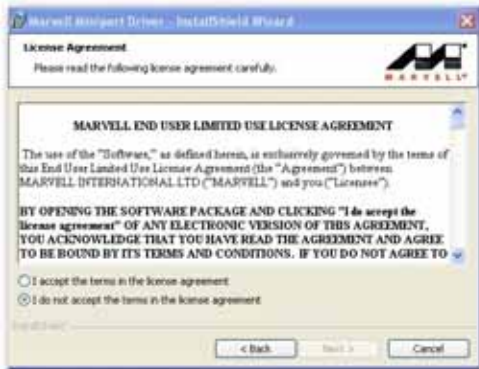 Marvell Miniport Driver - InstallShield Wizard
License Agreement
Please read the following license agreement carefully.
MARVELL
MARVELL END USER LIMITED USE LICENSE AGREEMENT
The use of the "Software," as defined herein, is exclusively governed by the terms of
this End User Limited Use License Agreement (the "Agreement") between
MARVELL INTERNATIONAL LTD ("MARVELL") and you ("Licensee").
BY OPENING THE SOFTWARE PACKAGE AND CLICKING "I do accept the
license agreement" OF ANY ELECTRONIC VERSION OF THIS AGREEMENT,
YOU ACKNOWLEDGE THAT YOU HAVE READ THE AGREEMENT AND AGREE
TO BE BOUND BY ITS TERMS AND CONDITIONS. IF YOU DO NOT AGREE TO
I accept the terms in the license agreement
I do not accept the terms in the license agreement
InstallShield
< Back Next > Cancel